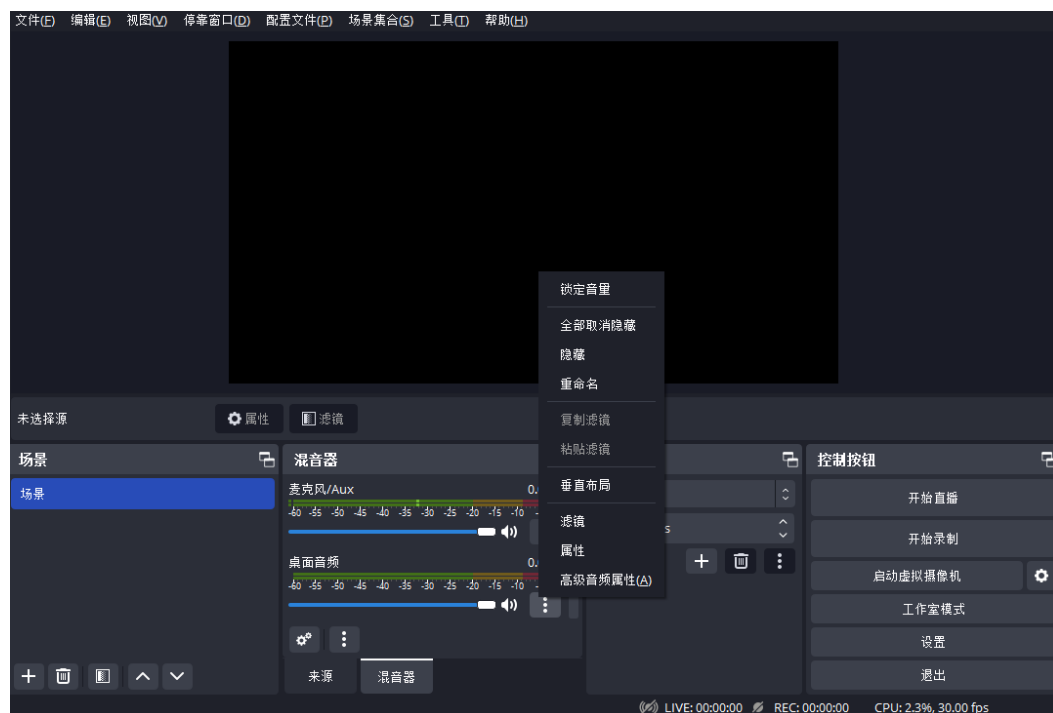 文件(F) 编辑(E) 视图(V) 停靠窗口(D) 配置文件(P) 场景集合(S) 工具(T) 帮助(H)
锁定音量
全部取消隐藏
隐藏
重命名
复制滤镜
粘贴滤镜
垂直布局
滤镜
属性
高级音频属性(A)
未选择源 属性 滤镜
场景
场景
混音器
麦克风/Aux 0.
-60 -55 -50 -45 -40 -35 -30 -25 -20 -15 -10 -
桌面音频 0.
-60 -55 -50 -45 -40 -35 -30 -25 -20 -15 -10 -
来源 混音器
s
控制按钮
开始直播
开始录制
启动虚拟摄像机
工作室模式
设置
退出
LIVE: 00:00:00 REC: 00:00:00 CPU: 2.3%, 30.00 fps